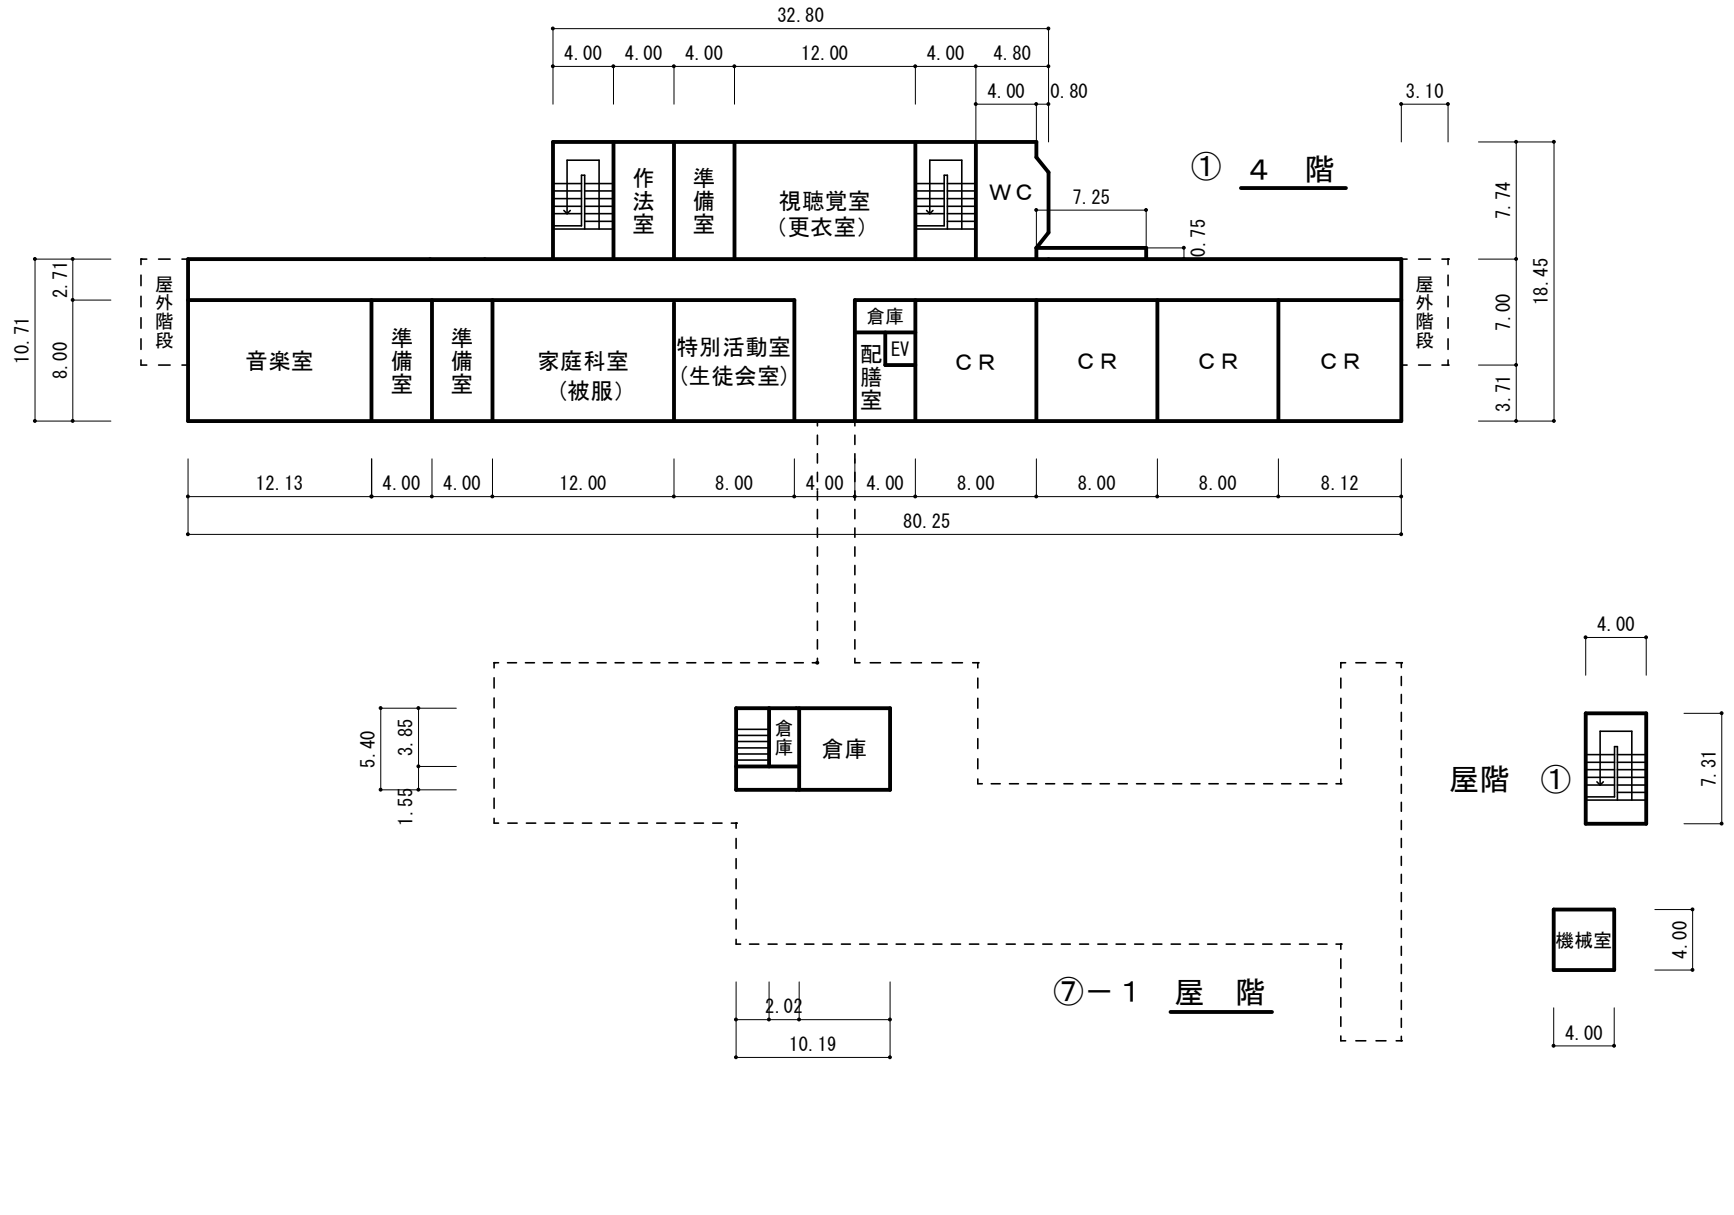 32.80
4.00 4.00 4.00 12.00 4.00 4.80
4.00 0.80
3.10
① 4 階
作法室
準備室
視聴覚室
(更衣室)
WC
7.25
0.75
7.74
18.45
7.00
3.71
10.71
2.71
8.00
屋外階段
屋外階段
音楽室
準備室
準備室
家庭科室
(被服)
特別活動室
(生徒会室)
倉庫
EV
配膳室
CR
CR
CR
CR
12.13 4.00 4.00 12.00 8.00 4.00 4.00 8.00 8.00 8.00 8.12
80.25
4.00
5.40
3.85
1.55
倉庫
倉庫
屋階 ①
7.31
機械室
4.00
4.00
⑦-1 屋 階
2.02
10.19